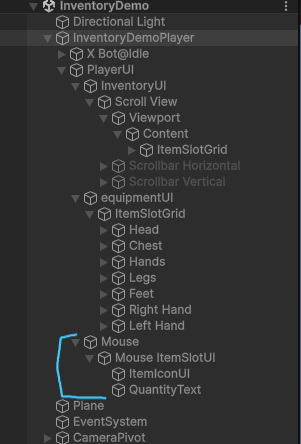 InventoryDemo
Directional Light
InventoryDemoPlayer
X Bot@Idle
PlayerUI
InventoryUI
Scroll View
Viewport
Content
ItemSlotGrid
Scrollbar Horizontal
Scrollbar Vertical
equipmentUI
ItemSlotGrid
Head
Chest
Hands
Legs
Feet
Right Hand
Left Hand
Mouse
Mouse ItemSlotUI
ItemIconUI
QuantityText
Plane
EventSystem
CameraPivot